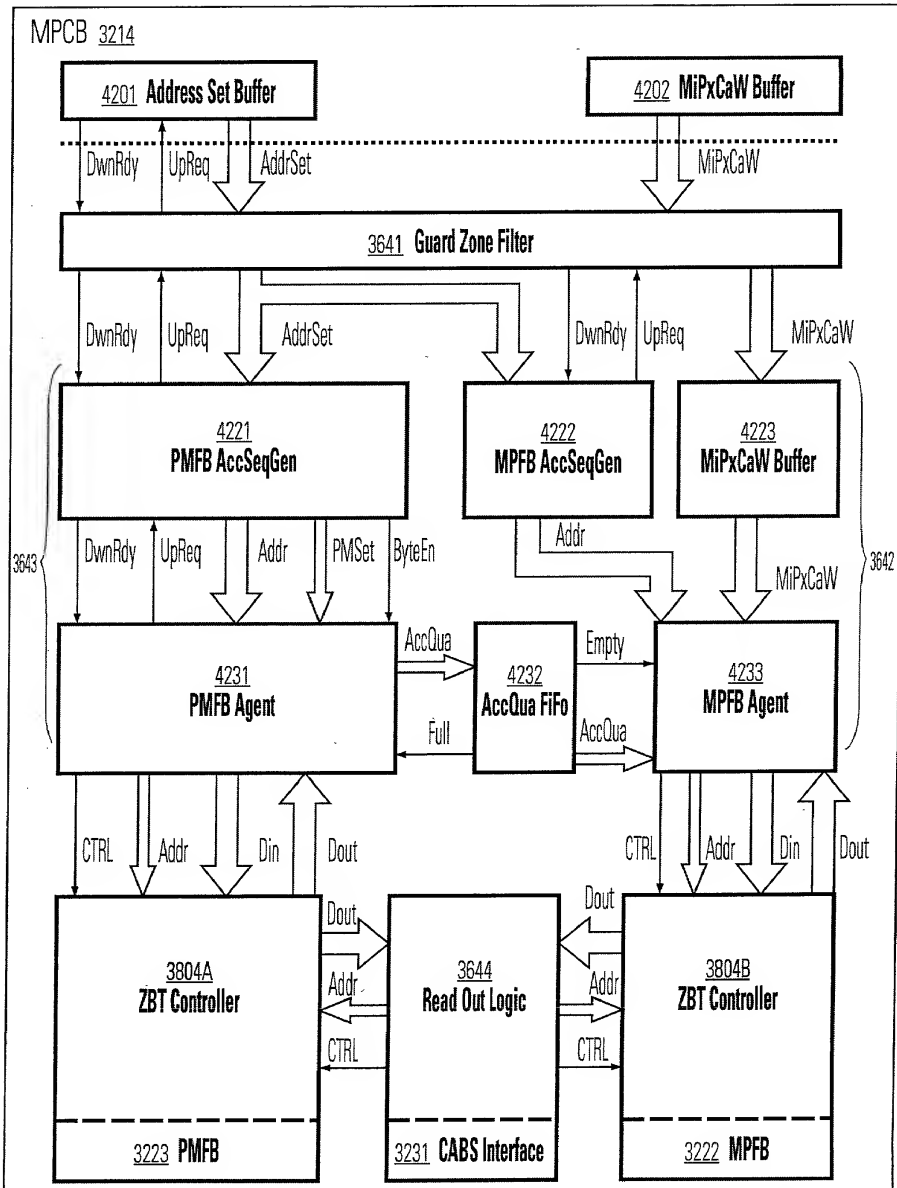 MPCB 3214
4201 Address Set Buffer
4202 MiPxCaW Buffer
DwnRdy
UpReq
AddrSet
MiPxCaW
3641 Guard Zone Filter
DwnRdy
UpReq
AddrSet
DwnRdy
UpReq
MiPxCaW
4221
PMFB AccSeqGen
4222
MPFB AccSeqGen
4223
MiPxCaW Buffer
3643
DwnRdy
UpReq
Addr
PMSet
ByteEn
Addr
MiPxCaW
3642
4231
PMFB Agent
AccQua
Full
4232
AccQua FiFo
Empty
AccQua
4233
MPFB Agent
CTRL
Addr
Din
Dout
CTRL
Addr
Din
Dout
3804A
ZBT Controller
Dout
Addr
CTRL
3644
Read Out Logic
Dout
Addr
CTRL
3804B
ZBT Controller
3223 PMFB
3231 CABS Interface
3222 MPFB